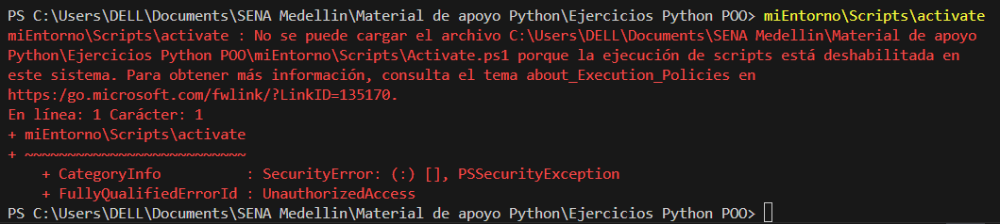 PS C:\Users\DELL\Documents\SENA Medellin\Material de apoyo Python\Ejercicios Python POO> miEntorno\Scripts\activate
miEntorno\Scripts\activate : No se puede cargar el archivo C:\Users\DELL\Documents\SENA Medellin\Material de apoyo
Python\Ejercicios Python POO\miEntorno\Scripts\Activate.ps1 porque la ejecución de scripts está deshabilitada en
este sistema. Para obtener más información, consulta el tema about_Execution_Policies en
https:/go.microsoft.com/fwlink/?LinkID=135170.
En línea: 1 Carácter: 1
+ miEntorno\Scripts\activate
+ ~~~~~~~~~~~~~~~~~~~~~~~~~~
    + CategoryInfo          : SecurityError: (:) [], PSSecurityException
    + FullyQualifiedErrorId : UnauthorizedAccess
PS C:\Users\DELL\Documents\SENA Medellin\Material de apoyo Python\Ejercicios Python POO>